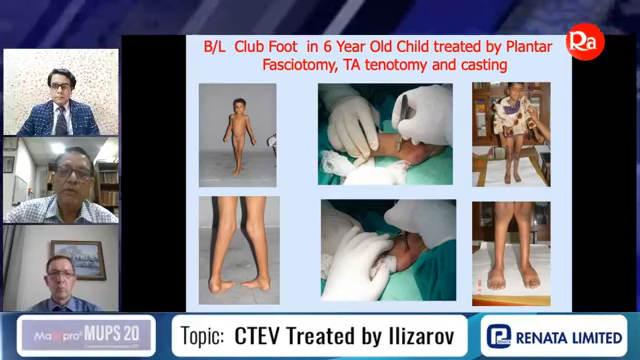 Ra
B/L Club Foot in 6 Year Old Child treated by Plantar
Fasciotomy, TA tenotomy and casting
MUPS 20
Topic: CTEV Treated by Ilizarov
RENATA LIMITED